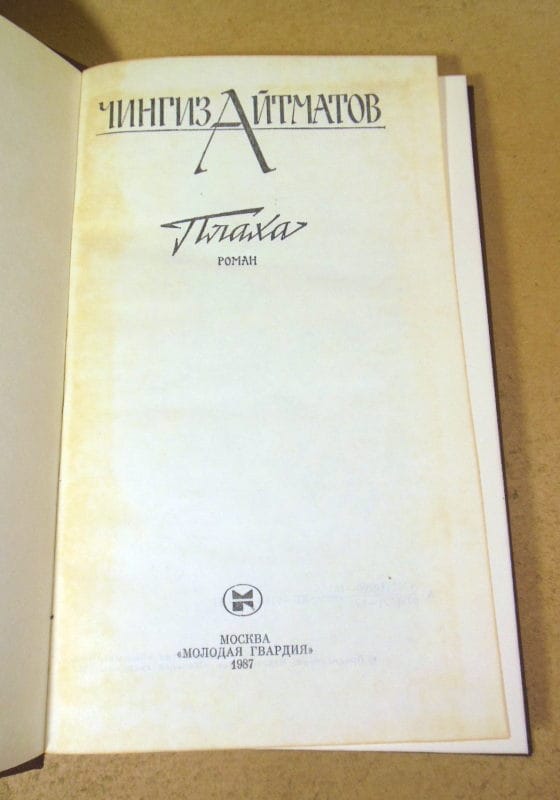 ЧИНГИЗ АЙТМАТОВ
Плаха
РОМАН
МОСКВА
«МОЛОДАЯ ГВАРДИЯ»
1987